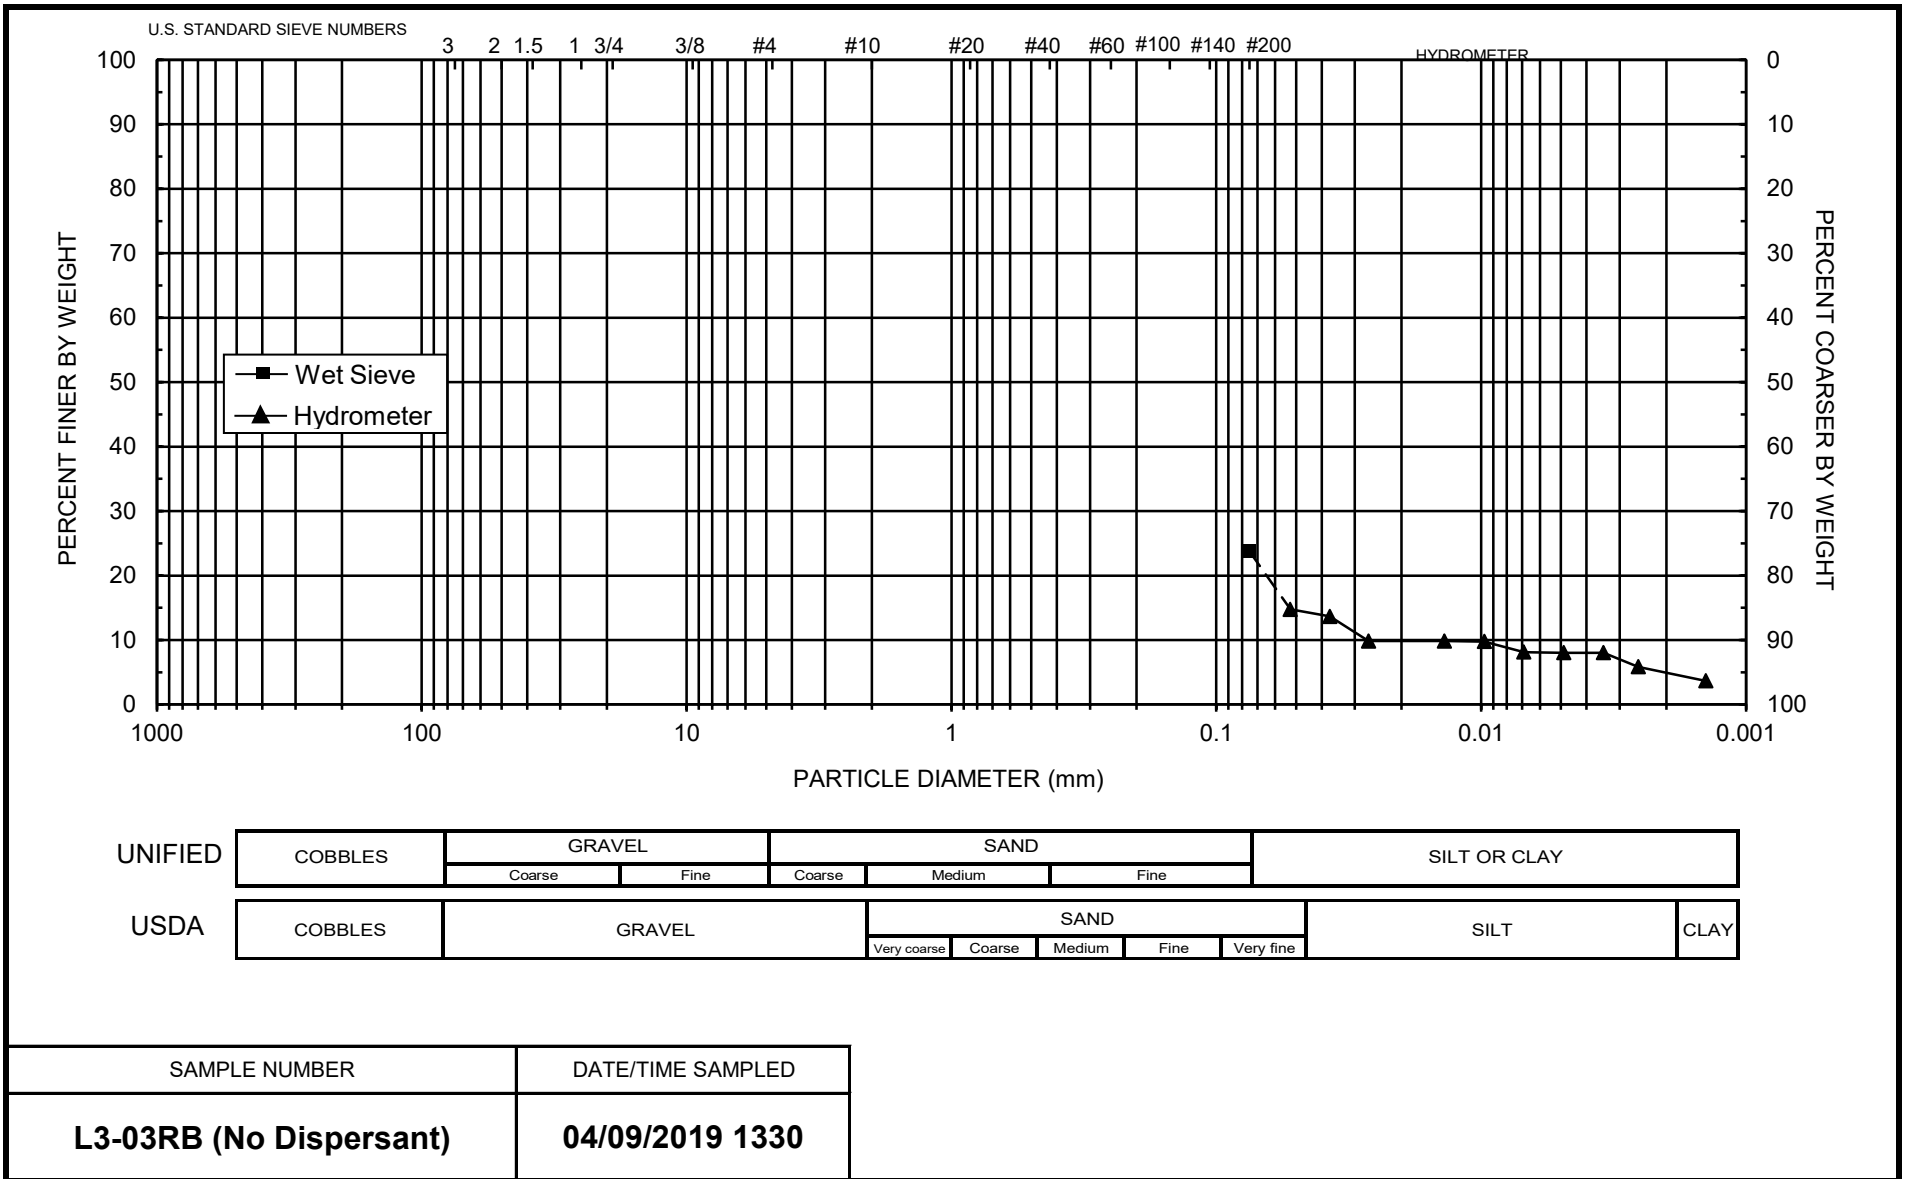 U.S. STANDARD SIEVE NUMBERS
3 2 1.5 1 3/4 3/8 #4 #10 #20 #40 #60 #100 #140 #200
HYDROMETER
100 0
90 10
80 20
70 30
60 40
50 50
40 60
30 70
20 80
10 90
0 100
PERCENT FINER BY WEIGHT
PERCENT COARSER BY WEIGHT
Wet Sieve
Hydrometer
1000 100 10 1 0.1 0.01 0.001
PARTICLE DIAMETER (mm)
UNIFIED
COBBLES GRAVEL SAND SILT OR CLAY
Coarse Fine Coarse Medium Fine
USDA
COBBLES GRAVEL SAND SILT CLAY
Very coarse Coarse Medium Fine Very fine
SAMPLE NUMBER DATE/TIME SAMPLED
L3-03RB (No Dispersant) 04/09/2019 1330